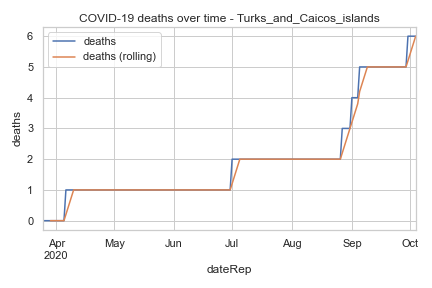 COVID-19 deaths over time - Turks_and_Caicos_islands
deaths
deaths (rolling)
deaths
6
5
4
3
2
1
0
Apr May Jun Jul Aug Sep Oct
2020
dateRep